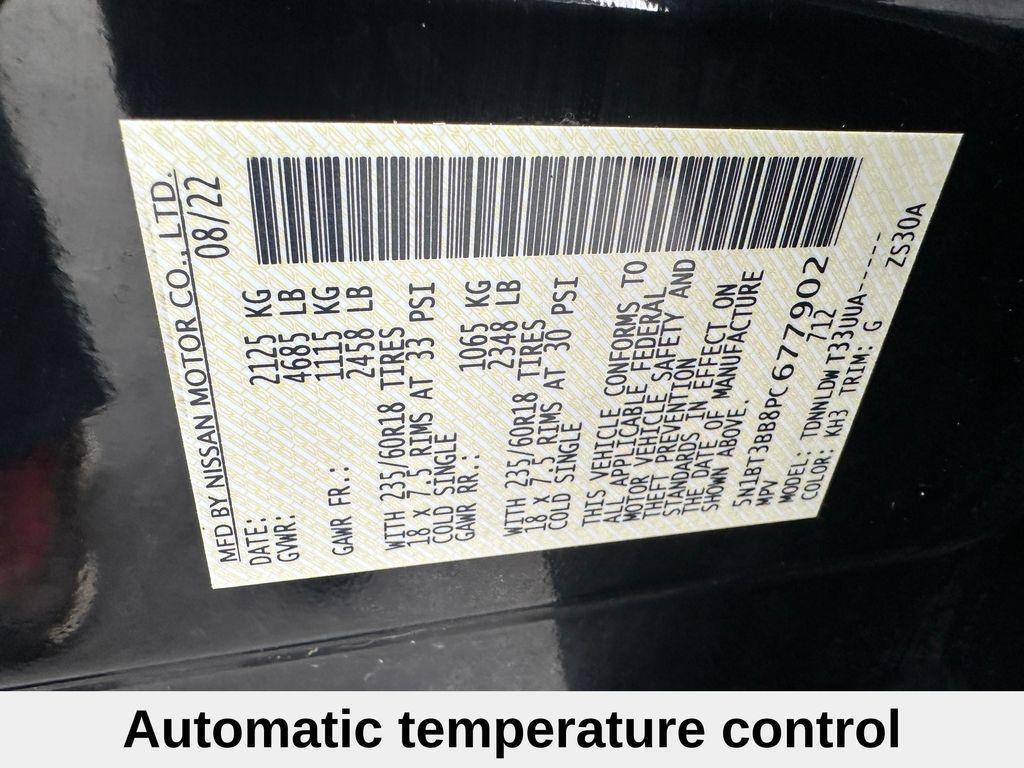 MFD BY NISSAN MOTOR CO., LTD.
DATE: 08/22
GVWR: 2125 KG
4685 LB
GAWR FR.: 1115 KG
2458 LB
WITH 235/60R18 TIRES
18 X 7.5 RIMS AT 33 PSI
COLD SINGLE
GAWR RR.: 1065 KG
2348 LB
WITH 235/60R18 TIRES
18 X 7.5 RIMS AT 30 PSI
COLD SINGLE
THIS VEHICLE CONFORMS TO
ALL APPLICABLE FEDERAL
MOTOR VEHICLE SAFETY AND
THEFT PREVENTION
STANDARDS IN EFFECT ON
THE DATE OF MANUFACTURE
SHOWN ABOVE.
5N1BT3BB8PC677902
MPV 712
MODEL: TDNNLDW T33UUA-----
COLOR: KH3 TRIM: G ZS30A
Automatic temperature control